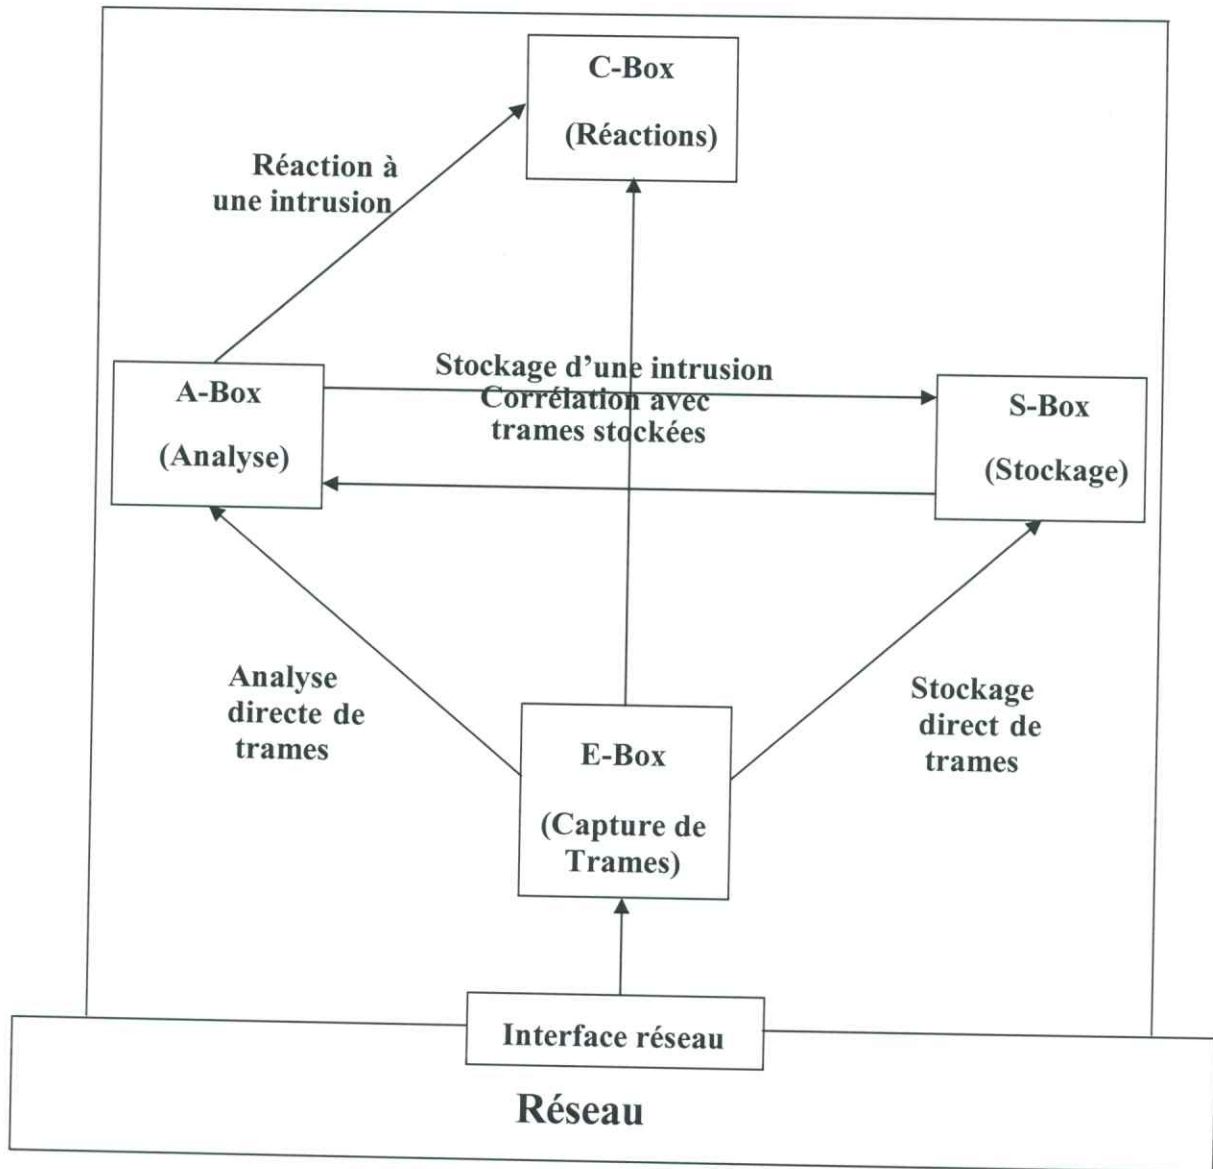 C-Box
(Réactions)
Réaction à
une intrusion
Stockage d’une intrusion
Corrélation avec
trames stockées
A-Box
(Analyse)
S-Box
(Stockage)
Analyse
directe de
trames
Stockage
direct de
trames
E-Box
(Capture de
Trames)
Interface réseau
Réseau